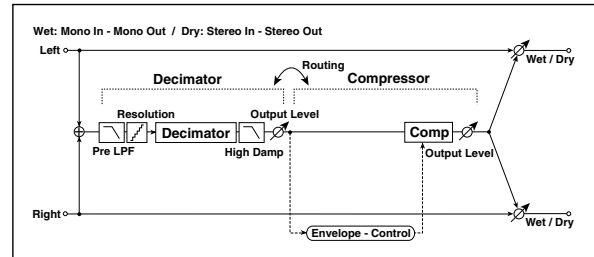 Wet: Mono In - Mono Out / Dry: Stereo In - Stereo Out
Left
Wet / Dry
Routing
Decimator
Compressor
Resolution
Output Level
Decimator
Comp
Pre LPF
High Damp
Output Level
Right
Wet / Dry
Envelope - Control